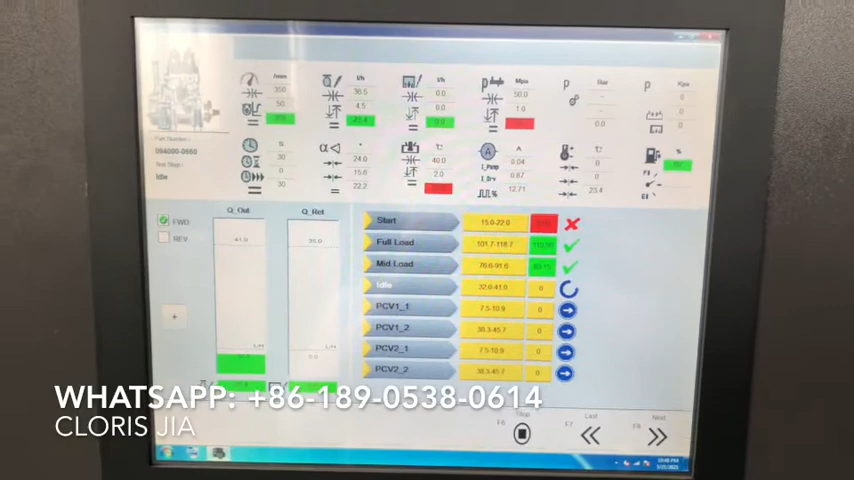 A/min l/h l/h Mpa P Bar P Kpa
350 36.5 0.0 50.0 - 0
50 4.5 0.0 1.0 - 0
0.0 0.0 0
S ° ℃ A ℃ %
30 24.0 40.0 0.04 -
0 15.6 2.0 I_Drv 0.87 -
30 22.2 12.71 23.4
Part Number:
094000-0660
Test Step:
Idle
FWD
REV
Q_Out Q_Ret
41.0 35.0
L/H L/H
0.0
+
Start 15.0-22.0
Full Load 101.7-118.7
Mid Load 76.6-91.6
Idle 32.0-41.0 0
PCV1_1 7.5-10.9 0
PCV1_2 38.3-45.7 0
PCV2_1 7.5-10.9 0
PCV2_2 38.3-45.7 0
WHATSAPP: +86-189-0538-0614
CLORIS JIA
F6 Stop F7 Last F8 Next